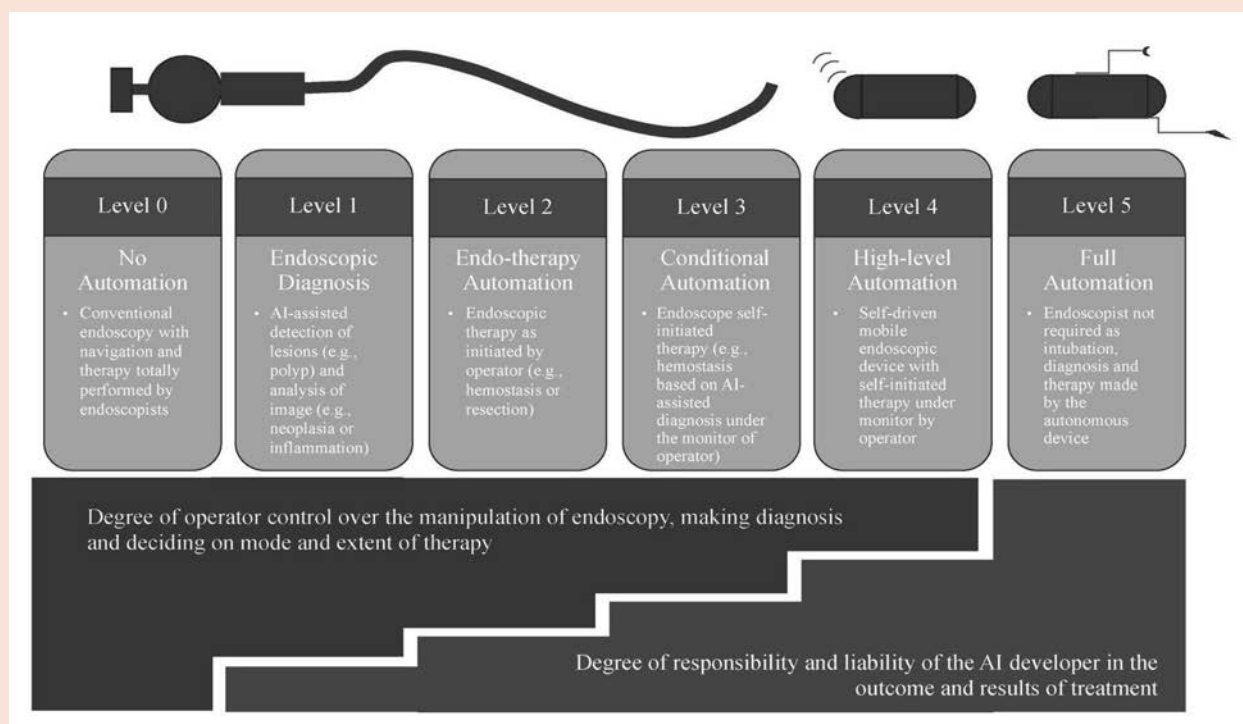 Level 0
No
Automation
• Conventional
endoscopy with
navigation and
therapy totally
performed by
endoscopists
Level 1
Endoscopic
Diagnosis
• AI-assisted
detection of
lesions (e.g.,
polyp) and
analysis of
image (e.g.,
neoplasia or
inflammation)
Level 2
Endo-therapy
Automation
• Endoscopic
therapy as
initiated by
operator (e.g.,
hemostasis or
resection)
Level 3
Conditional
Automation
• Endoscope self-
initiated
therapy (e.g.,
hemostasis
based on AI-
assisted
diagnosis under
the monitor of
operator)
Level 4
High-level
Automation
• Self-driven
mobile
endoscopic
device with
self-initiated
therapy under
monitor by
operator
Level 5
Full
Automation
• Endoscopist not
required as
intubation,
diagnosis and
therapy made
by the
autonomous
device
Degree of operator control over the manipulation of endoscopy, making diagnosis
and deciding on mode and extent of therapy
Degree of responsibility and liability of the AI developer in the
outcome and results of treatment